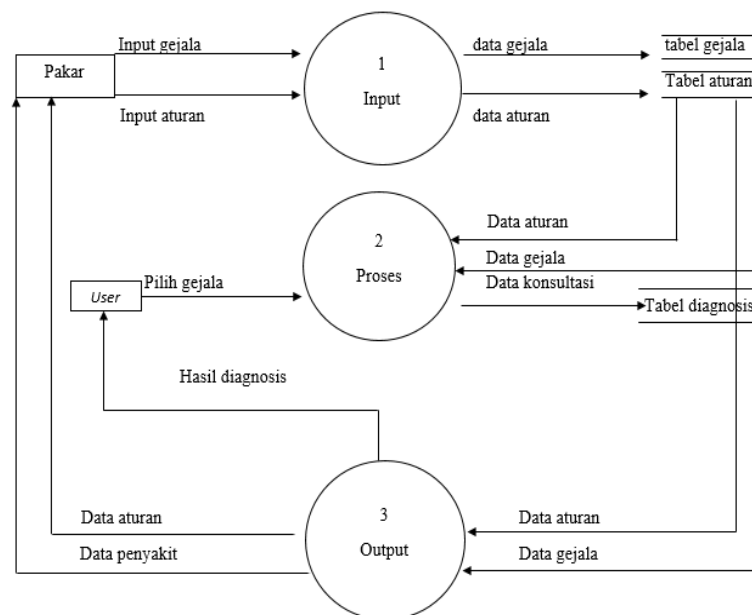 Input gejala
data gejala
tabel gejala
Pakar
1
Input
Tabel aturan
Input aturan
data aturan
Data aturan
2
Proses
Data gejala
Pilih gejala
Data konsultasi
User
Tabel diagnosis
Hasil diagnosis
3
Output
Data aturan
Data aturan
Data penyakit
Data gejala